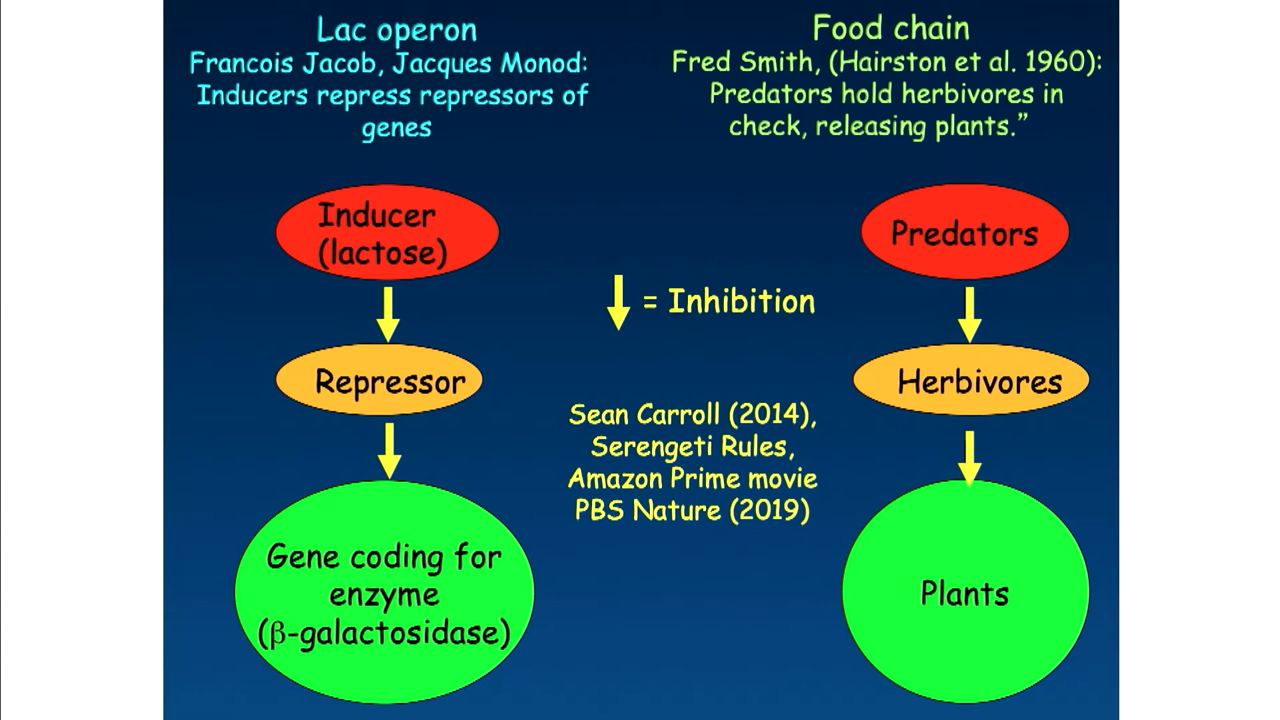 Lac operon
Francois Jacob, Jacques Monod:
Inducers repress repressors of
genes
Inducer
(lactose)
Repressor
Gene coding for
enzyme
(β-galactosidase)
= Inhibition
Sean Carroll (2014),
Serengeti Rules,
Amazon Prime movie
PBS Nature (2019)
Food chain
Fred Smith, (Hairston et al. 1960):
Predators hold herbivores in
check, releasing plants.”
Predators
Herbivores
Plants